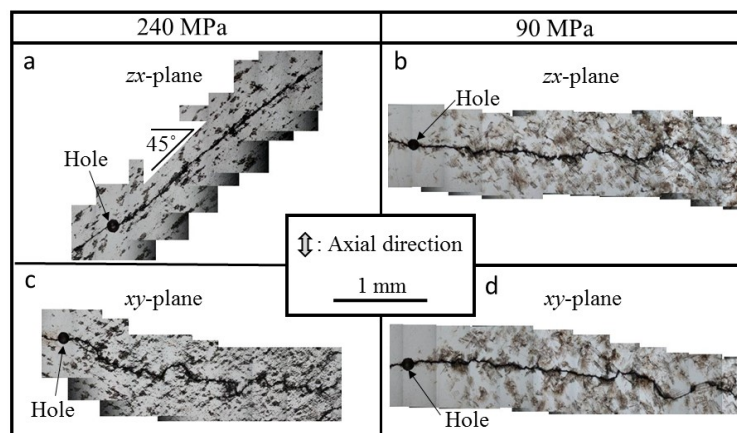 240 MPa
90 MPa
a
zx-plane
45°
Hole
b
zx-plane
Hole
⇕: Axial direction
1 mm
c
xy-plane
Hole
d
xy-plane
Hole